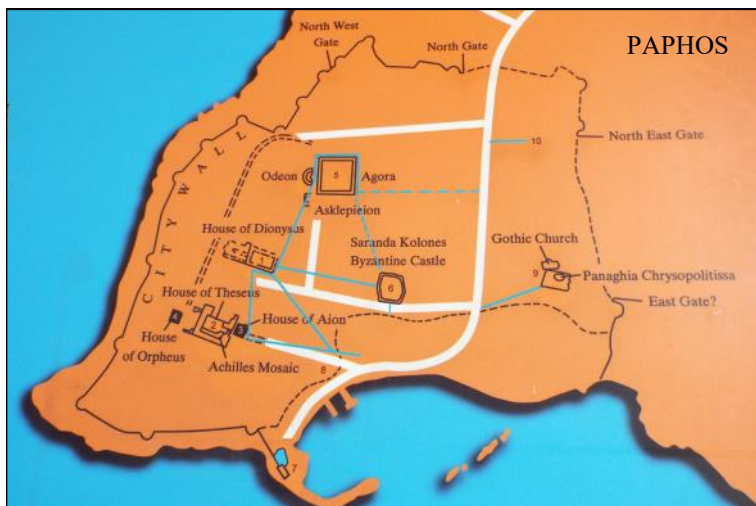 PAPHOS
North West
Gate
North Gate
North East Gate
10
CITY WALL
Odeon
5
Agora
Asklepieion
House of Dionysus
1
Saranda Kolones
Byzantine Castle
6
Gothic Church
9
Panaghia Chrysopolitissa
East Gate?
House of Theseus
4
2
3
House of Aion
House
of Orpheus
Achilles Mosaic
8
7